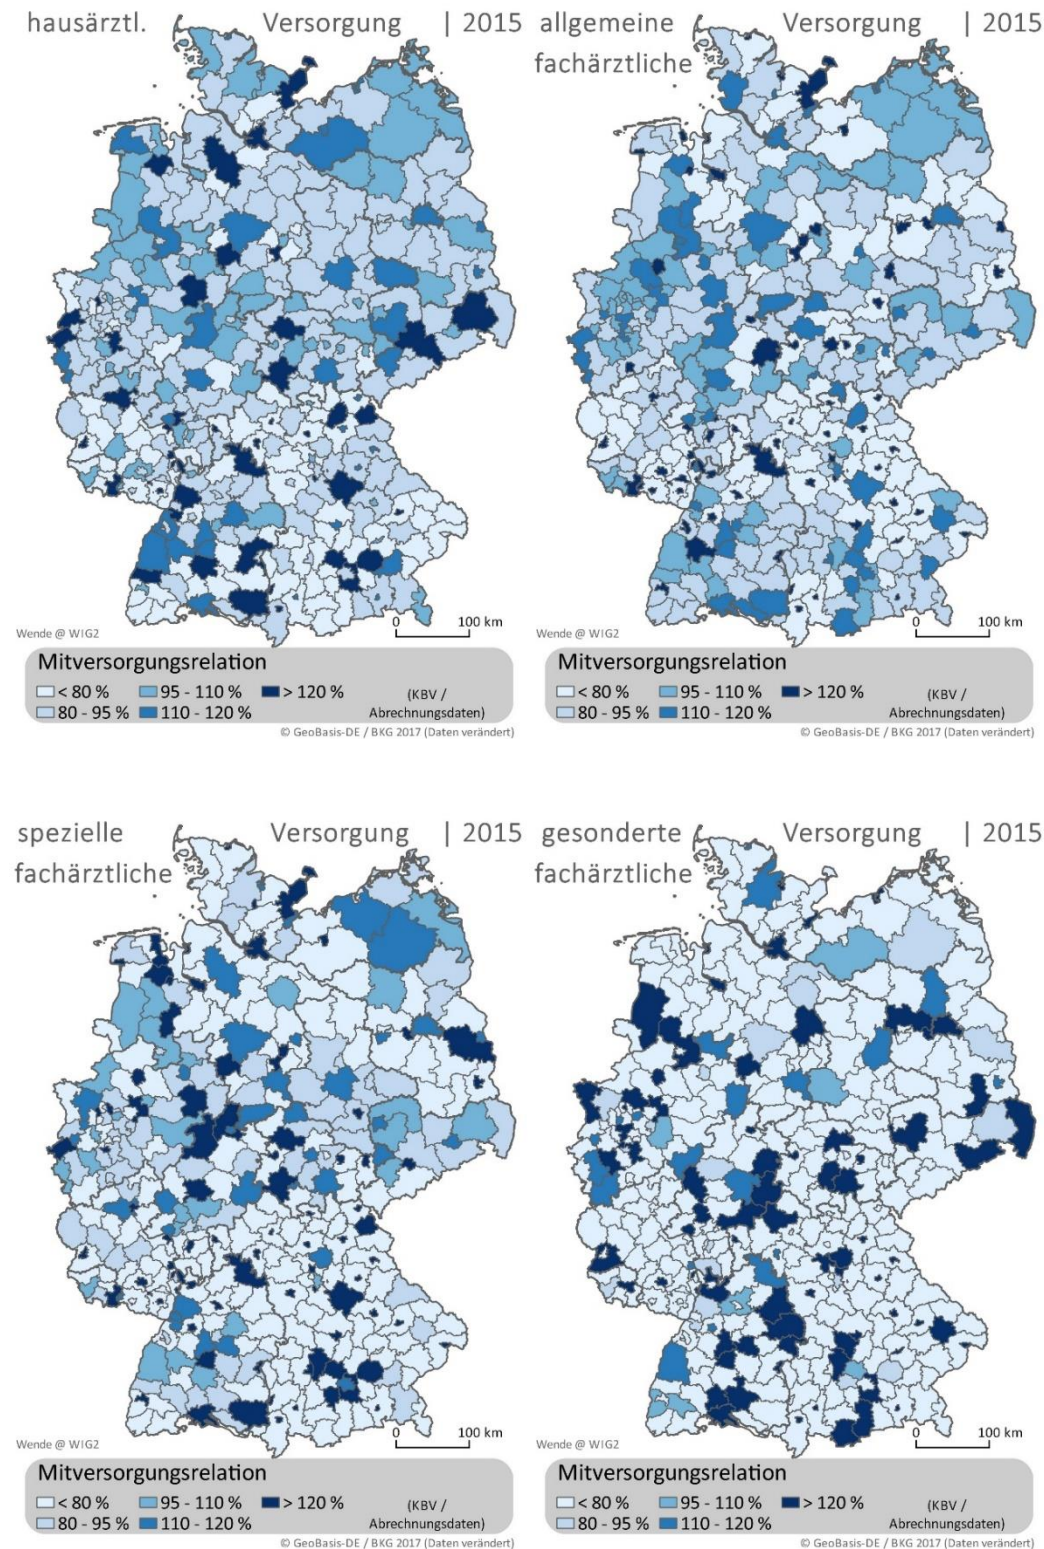 hausärztl. Versorgung | 2015
100 km
0
Wende @ WIG2
Mitversorgungsrelation
< 80 % 95 - 110 % > 120 % (KBV /
80 - 95 % 110 - 120 % Abrechnungsdaten)
© GeoBasis-DE / BKG 2017 (Daten verändert)
allgemeine Versorgung | 2015
fachärztliche
100 km
0
Wende @ WIG2
Mitversorgungsrelation
< 80 % 95 - 110 % > 120 % (KBV /
80 - 95 % 110 - 120 % Abrechnungsdaten)
© GeoBasis-DE / BKG 2017 (Daten verändert)
spezielle Versorgung | 2015
fachärztliche
100 km
0
Wende @ WIG2
Mitversorgungsrelation
< 80 % 95 - 110 % > 120 % (KBV /
80 - 95 % 110 - 120 % Abrechnungsdaten)
© GeoBasis-DE / BKG 2017 (Daten verändert)
gesonderte Versorgung | 2015
fachärztliche
100 km
0
Wende @ WIG2
Mitversorgungsrelation
< 80 % 95 - 110 % > 120 % (KBV /
80 - 95 % 110 - 120 % Abrechnungsdaten)
© GeoBasis-DE / BKG 2017 (Daten verändert)